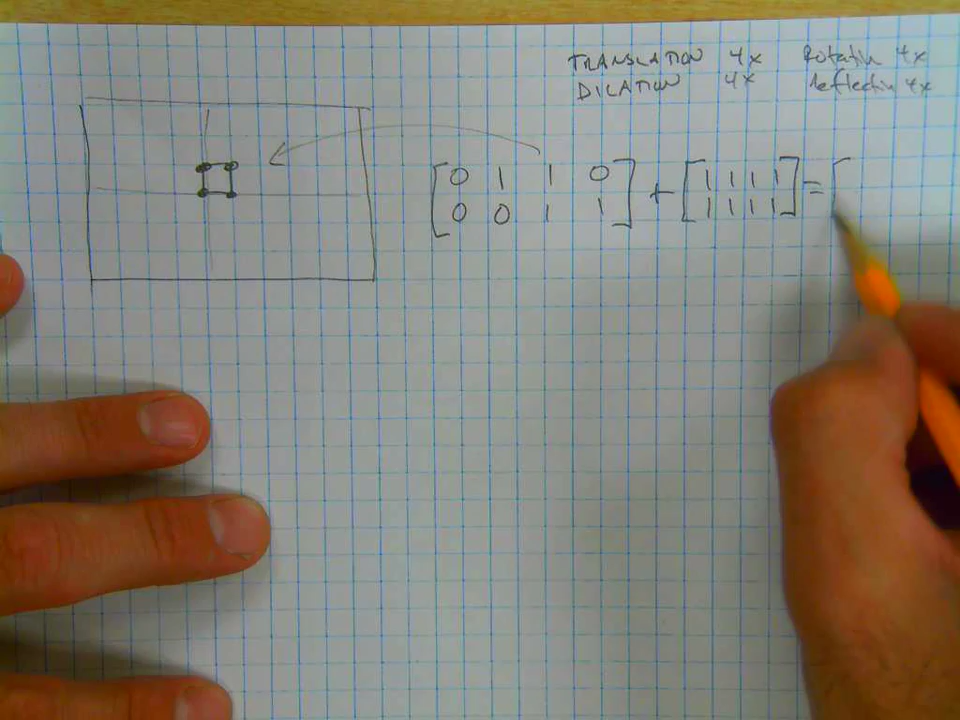 TRANSLATION 4x Rotation 4x
DILATION 4x Reflection 4x
[0 1 1 0] + [1 1 1 1] = [
[0 0 1 1] [1 1 1 1]